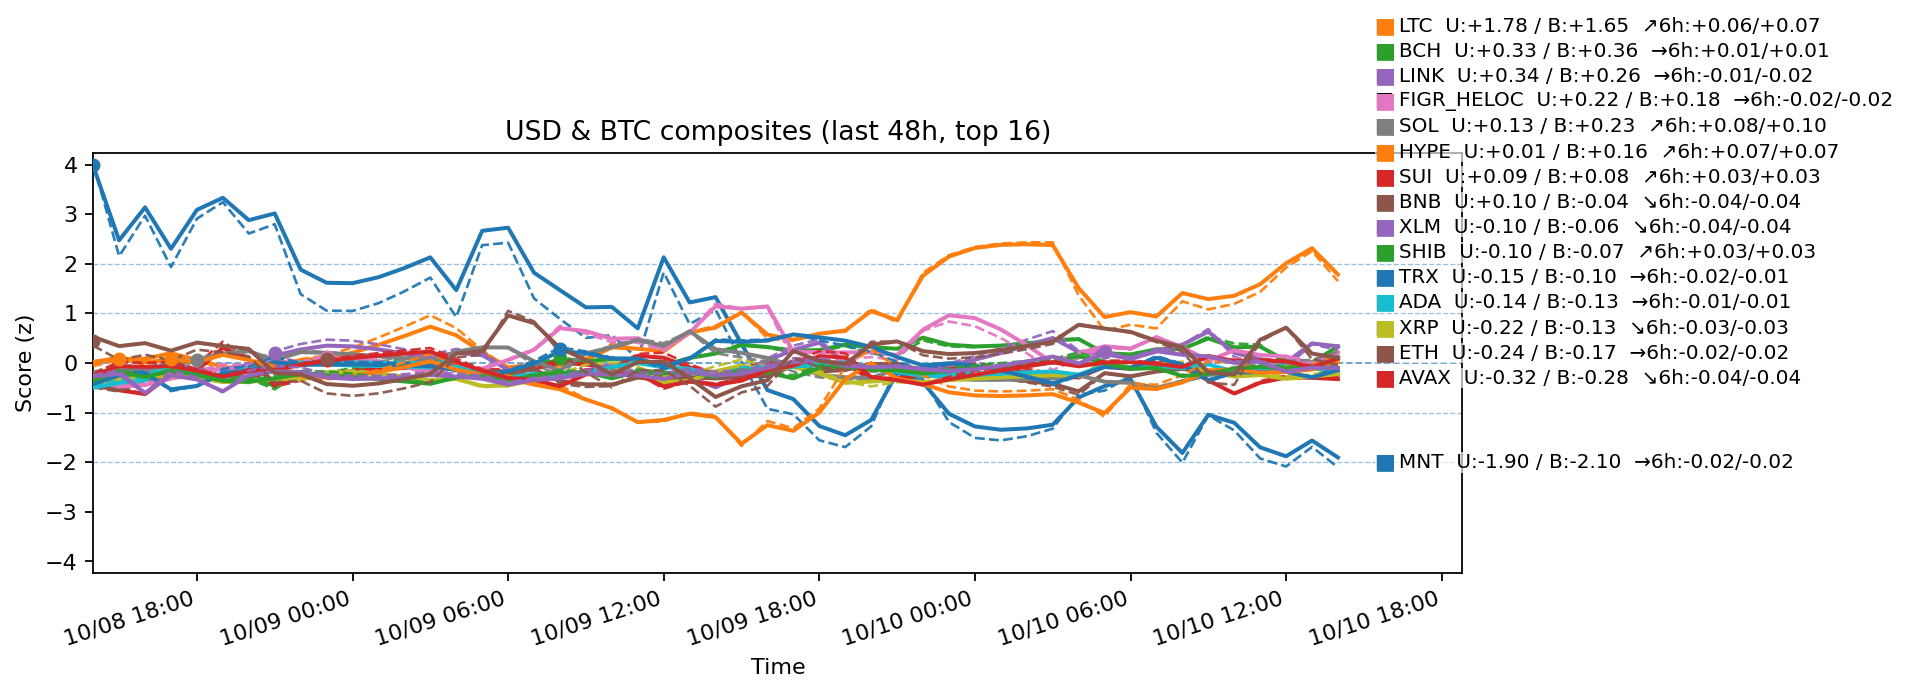 LTC U:+1.78 / B:+1.65 ↗6h:+0.06/+0.07
BCH U:+0.33 / B:+0.36 →6h:+0.01/+0.01
LINK U:+0.34 / B:+0.26 →6h:-0.01/-0.02
FIGR_HELOC U:+0.22 / B:+0.18 →6h:-0.02/-0.02
SOL U:+0.13 / B:+0.23 ↗6h:+0.08/+0.10
HYPE U:+0.01 / B:+0.16 ↗6h:+0.07/+0.07
SUI U:+0.09 / B:+0.08 ↗6h:+0.03/+0.03
BNB U:+0.10 / B:-0.04 ↘6h:-0.04/-0.04
XLM U:-0.10 / B:-0.06 ↘6h:-0.04/-0.04
SHIB U:-0.10 / B:-0.07 ↗6h:+0.03/+0.03
TRX U:-0.15 / B:-0.10 →6h:-0.02/-0.01
ADA U:-0.14 / B:-0.13 →6h:-0.01/-0.01
XRP U:-0.22 / B:-0.13 ↘6h:-0.03/-0.03
ETH U:-0.24 / B:-0.17 →6h:-0.02/-0.02
AVAX U:-0.32 / B:-0.28 ↘6h:-0.04/-0.04
MNT U:-1.90 / B:-2.10 →6h:-0.02/-0.02
USD & BTC composites (last 48h, top 16)
Score (z)
4
3
2
1
0
−1
−2
−3
−4
10/08 18:00
10/09 00:00
10/09 06:00
10/09 12:00
10/09 18:00
10/10 00:00
10/10 06:00
10/10 12:00
10/10 18:00
Time